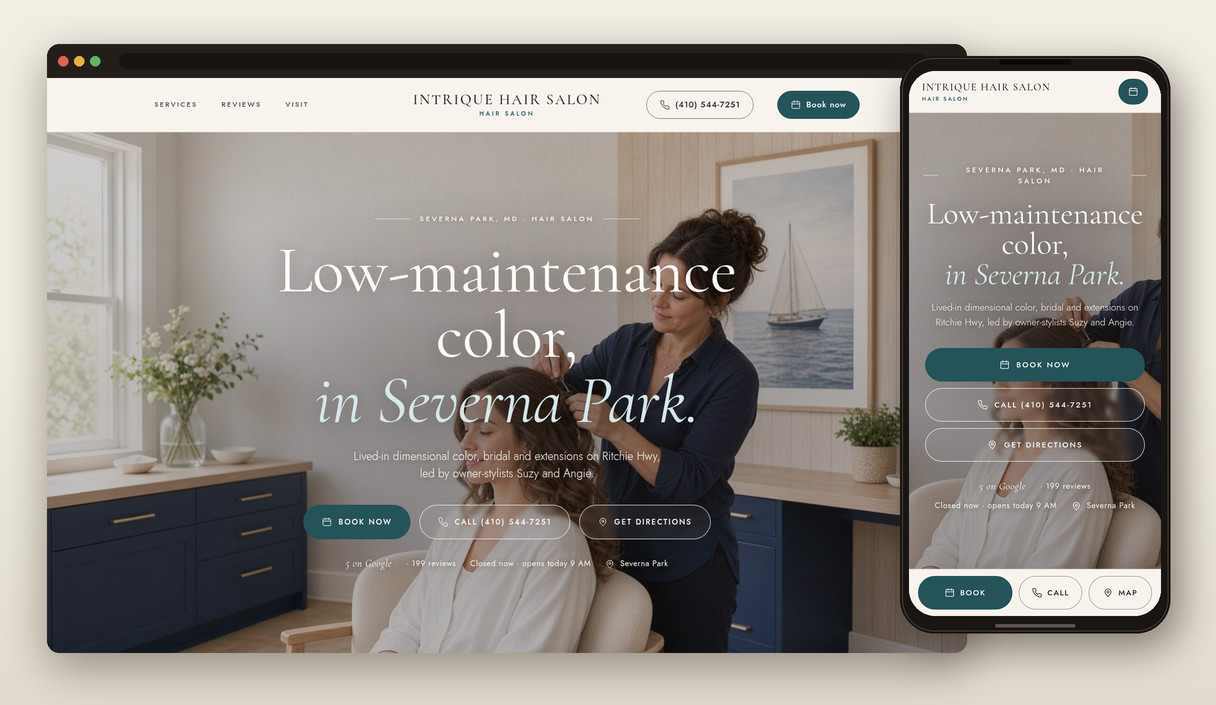 SERVICES REVIEWS VISIT
INTRIQUE HAIR SALON
HAIR SALON
(410) 544-7251
Book now
SEVERNA PARK, MD · HAIR SALON
Low-maintenance
color,
in Severna Park.
Lived-in dimensional color, bridal and extensions on Ritchie Hwy,
led by owner-stylists Suzy and Angie.
BOOK NOW
CALL (410) 544-7251
GET DIRECTIONS
5 on Google · 199 reviews Closed now · opens today 9 AM Severna Park
INTRIQUE HAIR SALON
HAIR SALON
SEVERNA PARK, MD · HAIR
SALON
Low-maintenance
color,
in Severna Park.
Lived-in dimensional color, bridal and extensions on
Ritchie Hwy, led by owner-stylists Suzy and Angie.
BOOK NOW
CALL (410) 544-7251
GET DIRECTIONS
5 on Google · 199 reviews
Closed now · opens today 9 AM Severna Park
BOOK CALL MAP